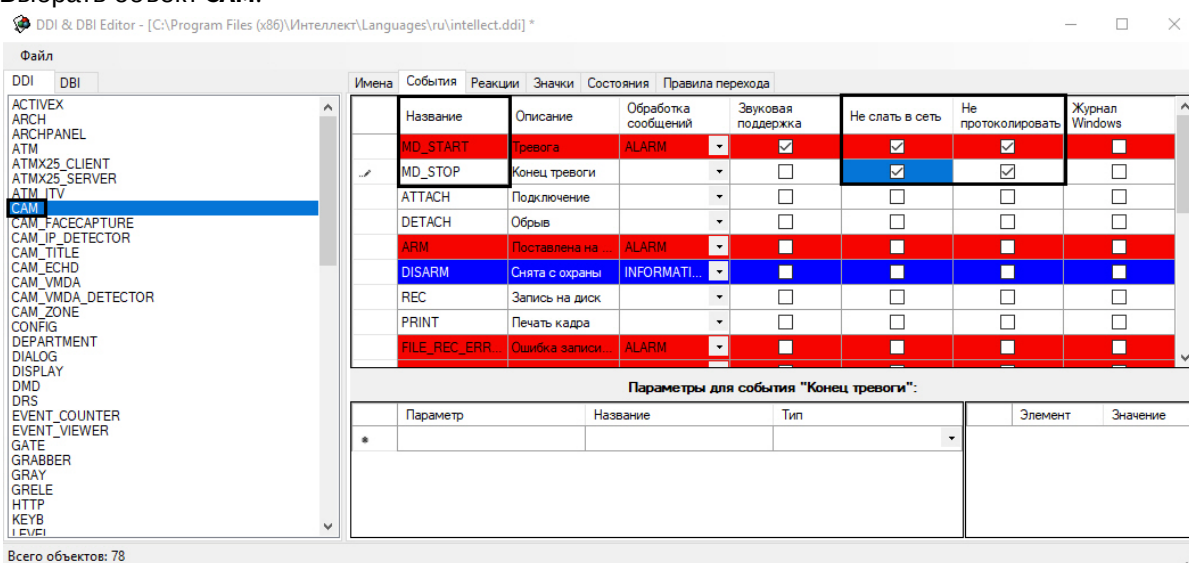 Выбрать объект CAM.
DDI & DBI Editor - [C:\Program Files (x86)\Интеллект\Languages\ru\intellect.ddi] *
Файл
DDI DBI
ACTIVEX
ARCH
ARCHPANEL
ATM
ATMX25_CLIENT
ATMX25_SERVER
ATM_ITV
CAM
CAM_FACECAPTURE
CAM_IP_DETECTOR
CAM_TITLE
CAM_ECHD
CAM_VMDA
CAM_VMDA_DETECTOR
CAM_ZONE
CONFIG
DEPARTMENT
DIALOG
DISPLAY
DMD
DRS
EVENT_COUNTER
EVENT_VIEWER
GATE
GRABBER
GRAY
GRELE
HTTP
KEYB
LEVEL
Имена События Реакции Значки Состояния Правила перехода
Название Описание Обработка сообщений Звуковая поддержка Не слать в сеть Не протоколировать Журнал Windows
MD_START Тревога ALARM
MD_STOP Конец тревоги
ATTACH Подключение
DETACH Обрыв
ARM Поставлена на ... ALARM
DISARM Снята с охраны INFORMATI...
REC Запись на диск
PRINT Печать кадра
FILE_REC_ERR... Ошибка записи... ALARM
Параметры для события "Конец тревоги":
Параметр Название Тип Элемент Значение
Всего объектов: 78